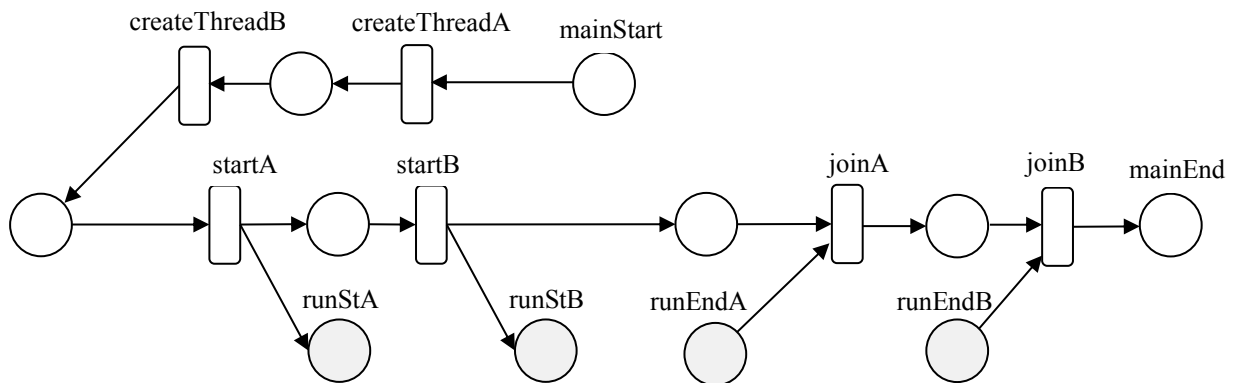 createThreadB createThreadA mainStart
startA startB joinA joinB mainEnd
runStA runStB runEndA runEndB